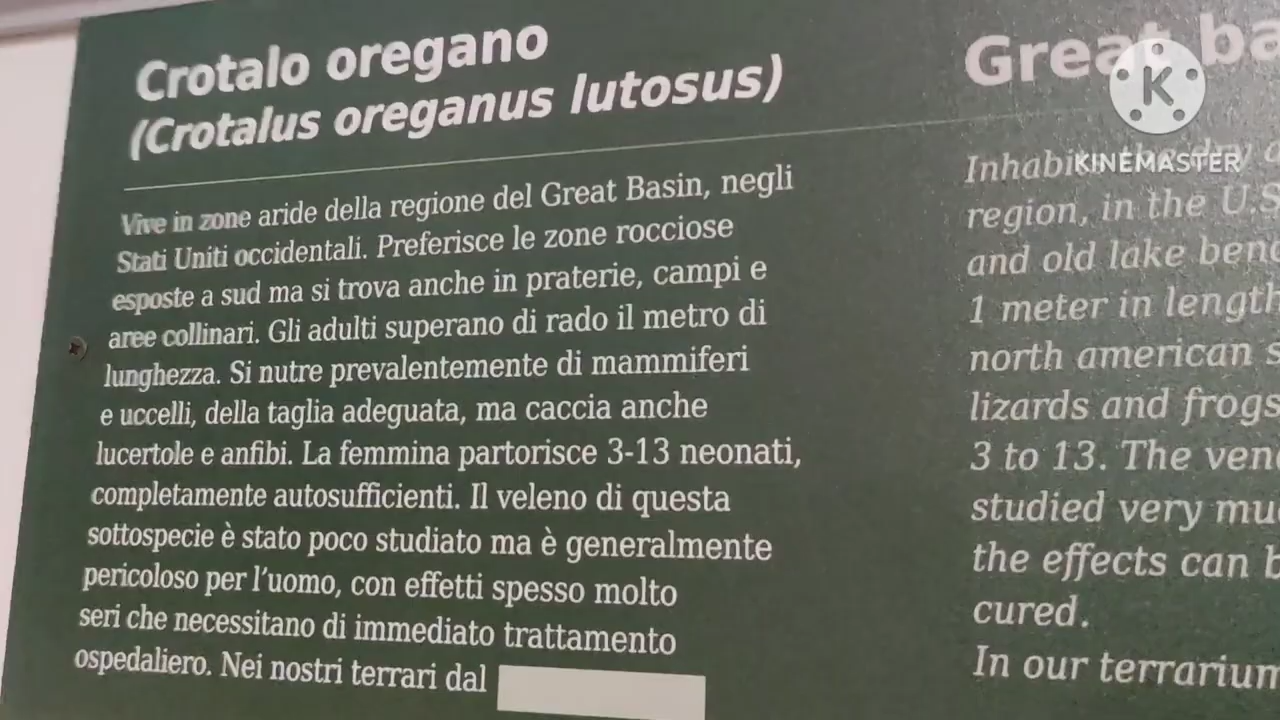 Crotalo oregano
(Crotalus oreganus lutosus)
Vive in zone aride della regione del Great Basin, negli
Stati Uniti occidentali. Preferisce le zone rocciose
esposte a sud ma si trova anche in praterie, campi e
aree collinari. Gli adulti superano di rado il metro di
lunghezza. Si nutre prevalentemente di mammiferi
e uccelli, della taglia adeguata, ma caccia anche
lucertole e anfibi. La femmina partorisce 3-13 neonati,
completamente autosufficienti. Il veleno di questa
sottospecie è stato poco studiato ma è generalmente
pericoloso per l'uomo, con effetti spesso molto
seri che necessitano di immediato trattamento
ospedaliero. Nei nostri terrari dal
Great ba
K
KINEMASTER
dry
region, in the U.S
and old lake
1 meter in length
north american s
lizards and frogs
3 to 13. The
studied very
the effects can b
cured.
In our terrarium